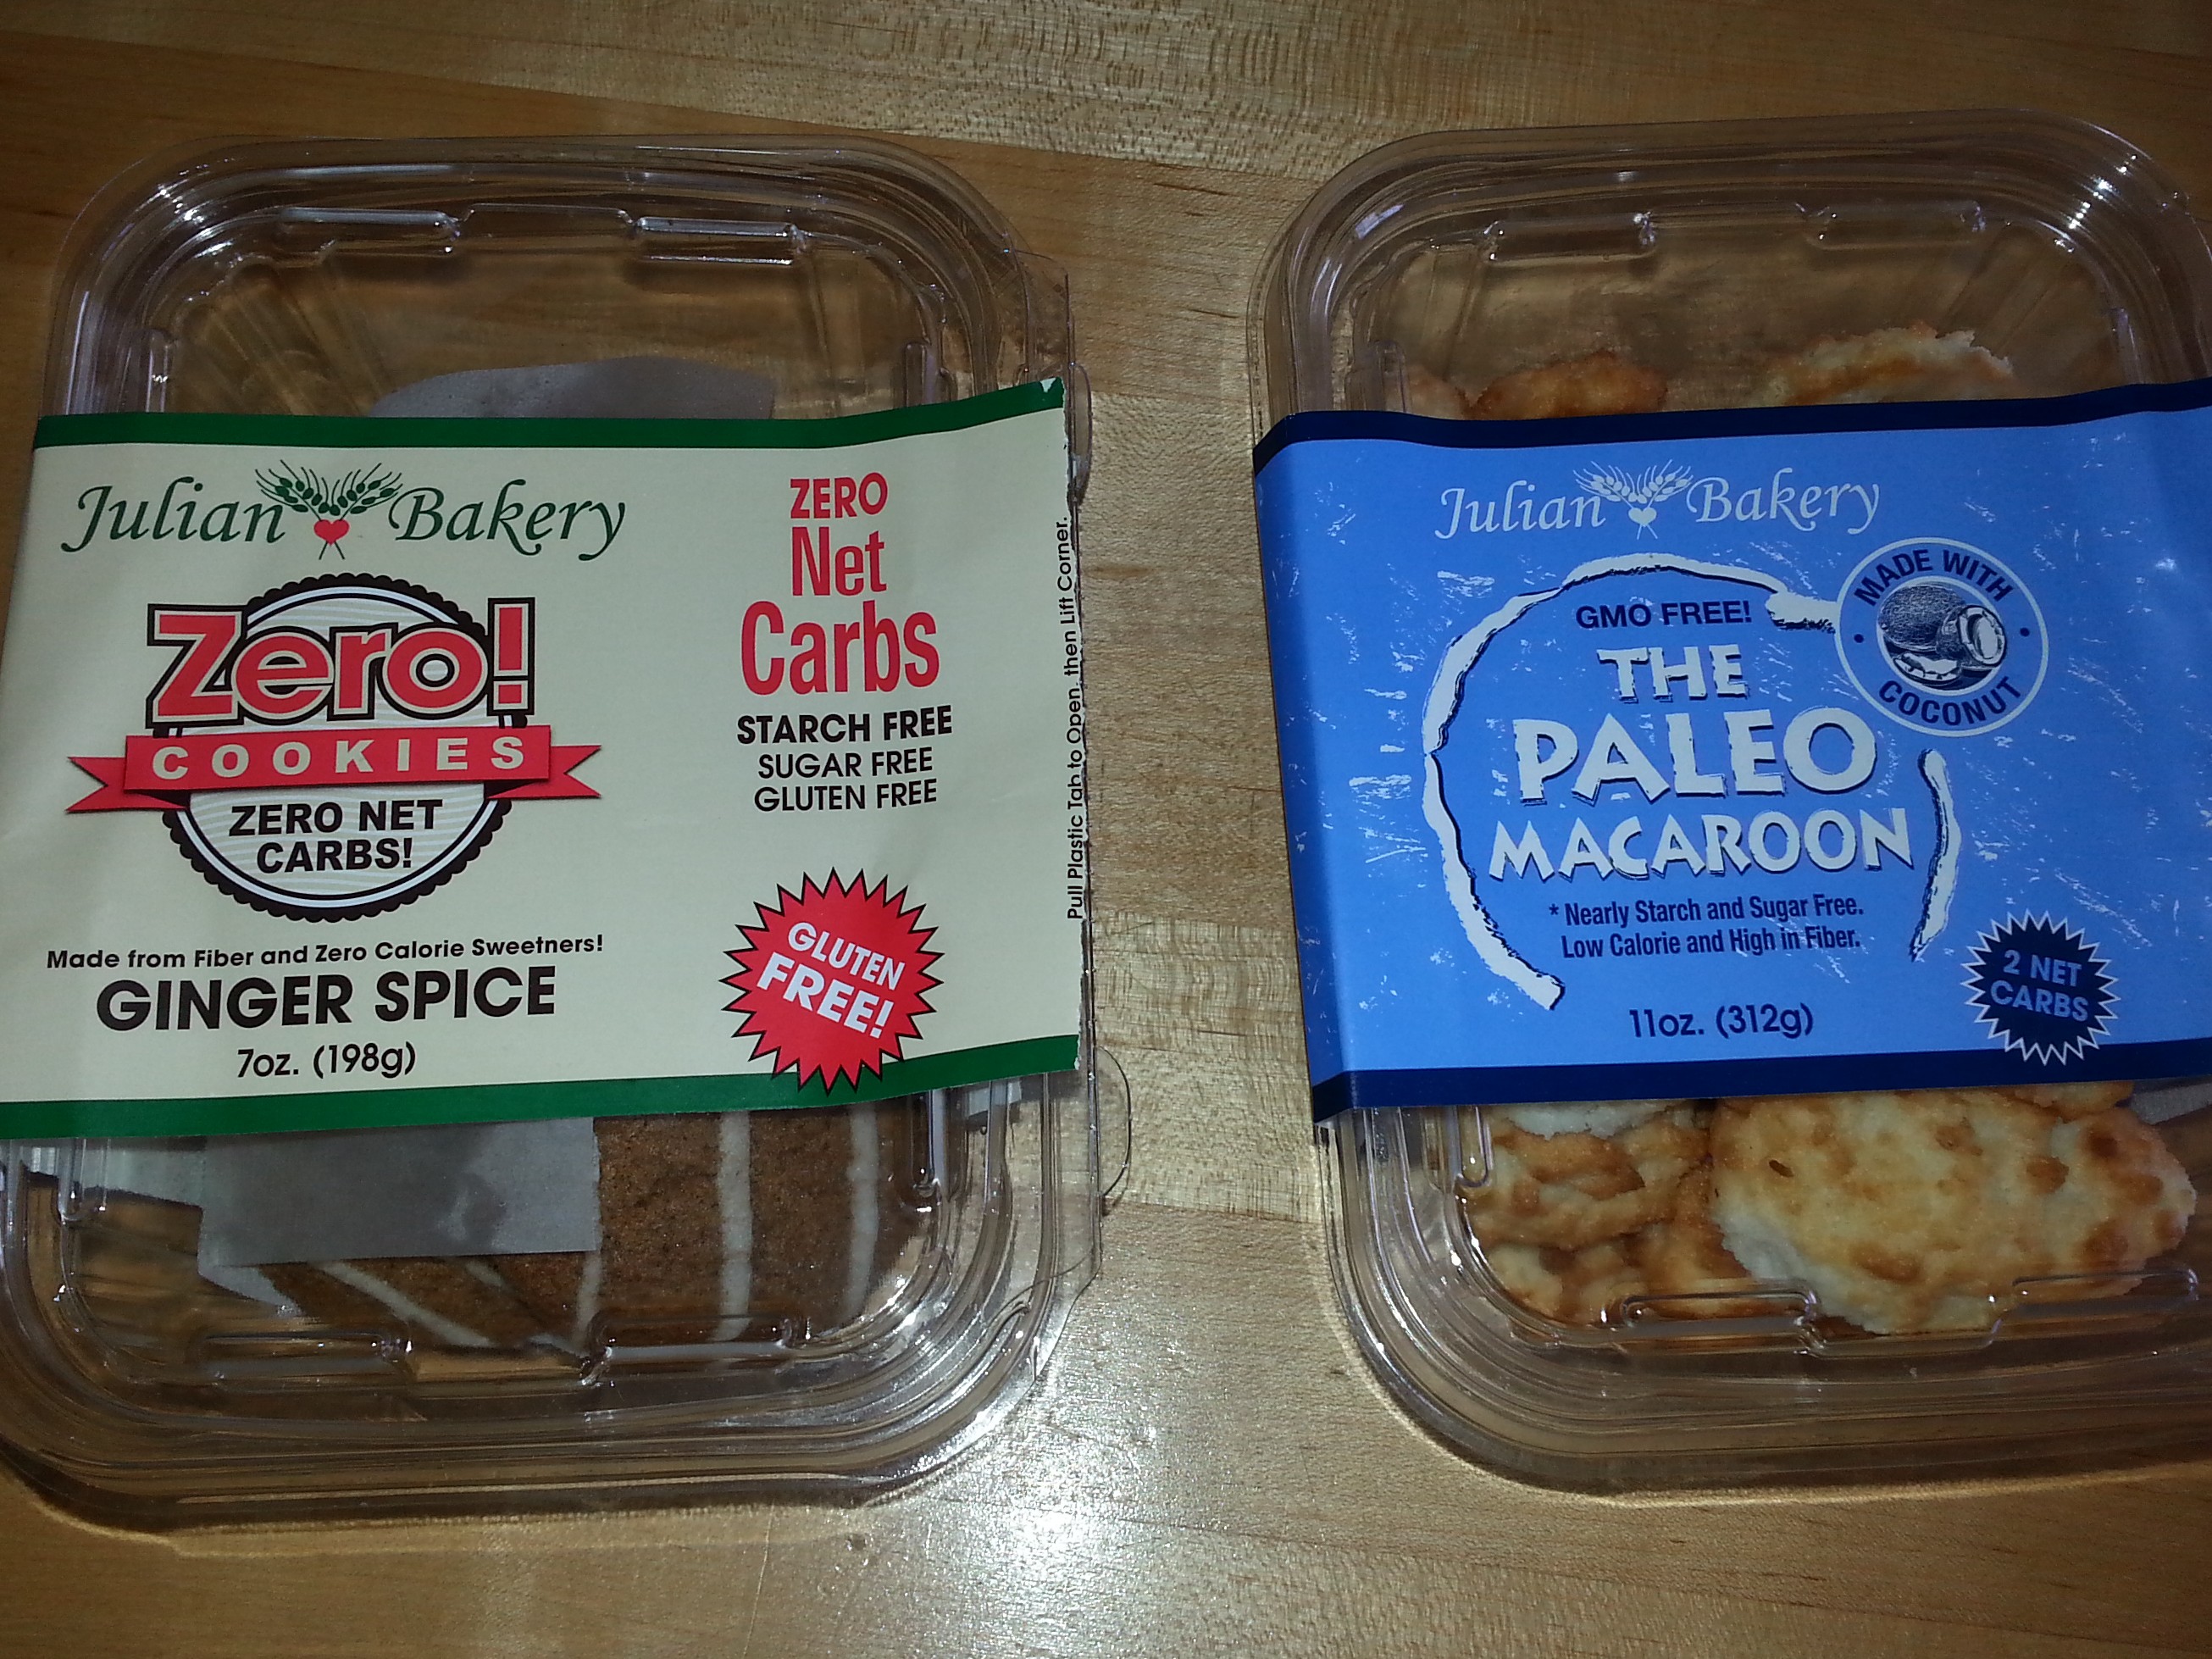 Julian Bakery
Zero!
COOKIES
ZERO NET
CARBS!
Made from Fiber and Zero Calorie Sweetners!
GINGER SPICE
7oz. (198g)
ZERO
Net
Carbs
STARCH FREE
SUGAR FREE
GLUTEN FREE
GLUTEN
FREE!
Pull Plastic Tab to Open, then Lift Corner.
Julian Bakery
MADE WITH
COCONUT
GMO FREE!
THE
PALEO
MACAROON
* Nearly Starch and Sugar Free.
Low Calorie and High in Fiber.
2 NET
CARBS
11oz. (312g)